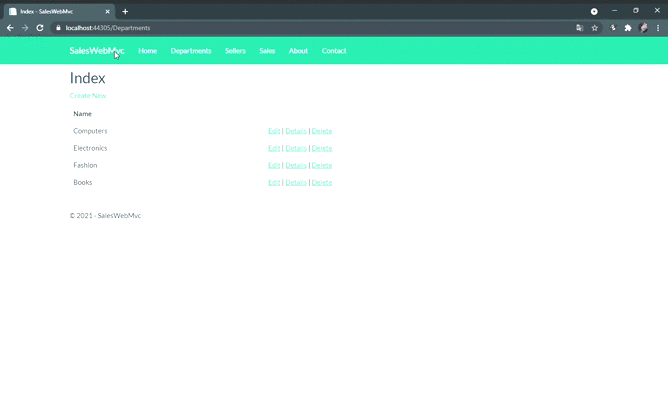 Index - SalesWebMvc
localhost:44305/Departments
SalesWebMvc Home Departments Sellers Sales About Contact
Index
Create New
Name
Computers Edit | Details | Delete
Electronics Edit | Details | Delete
Fashion Edit | Details | Delete
Books Edit | Details | Delete
© 2021 - SalesWebMvc